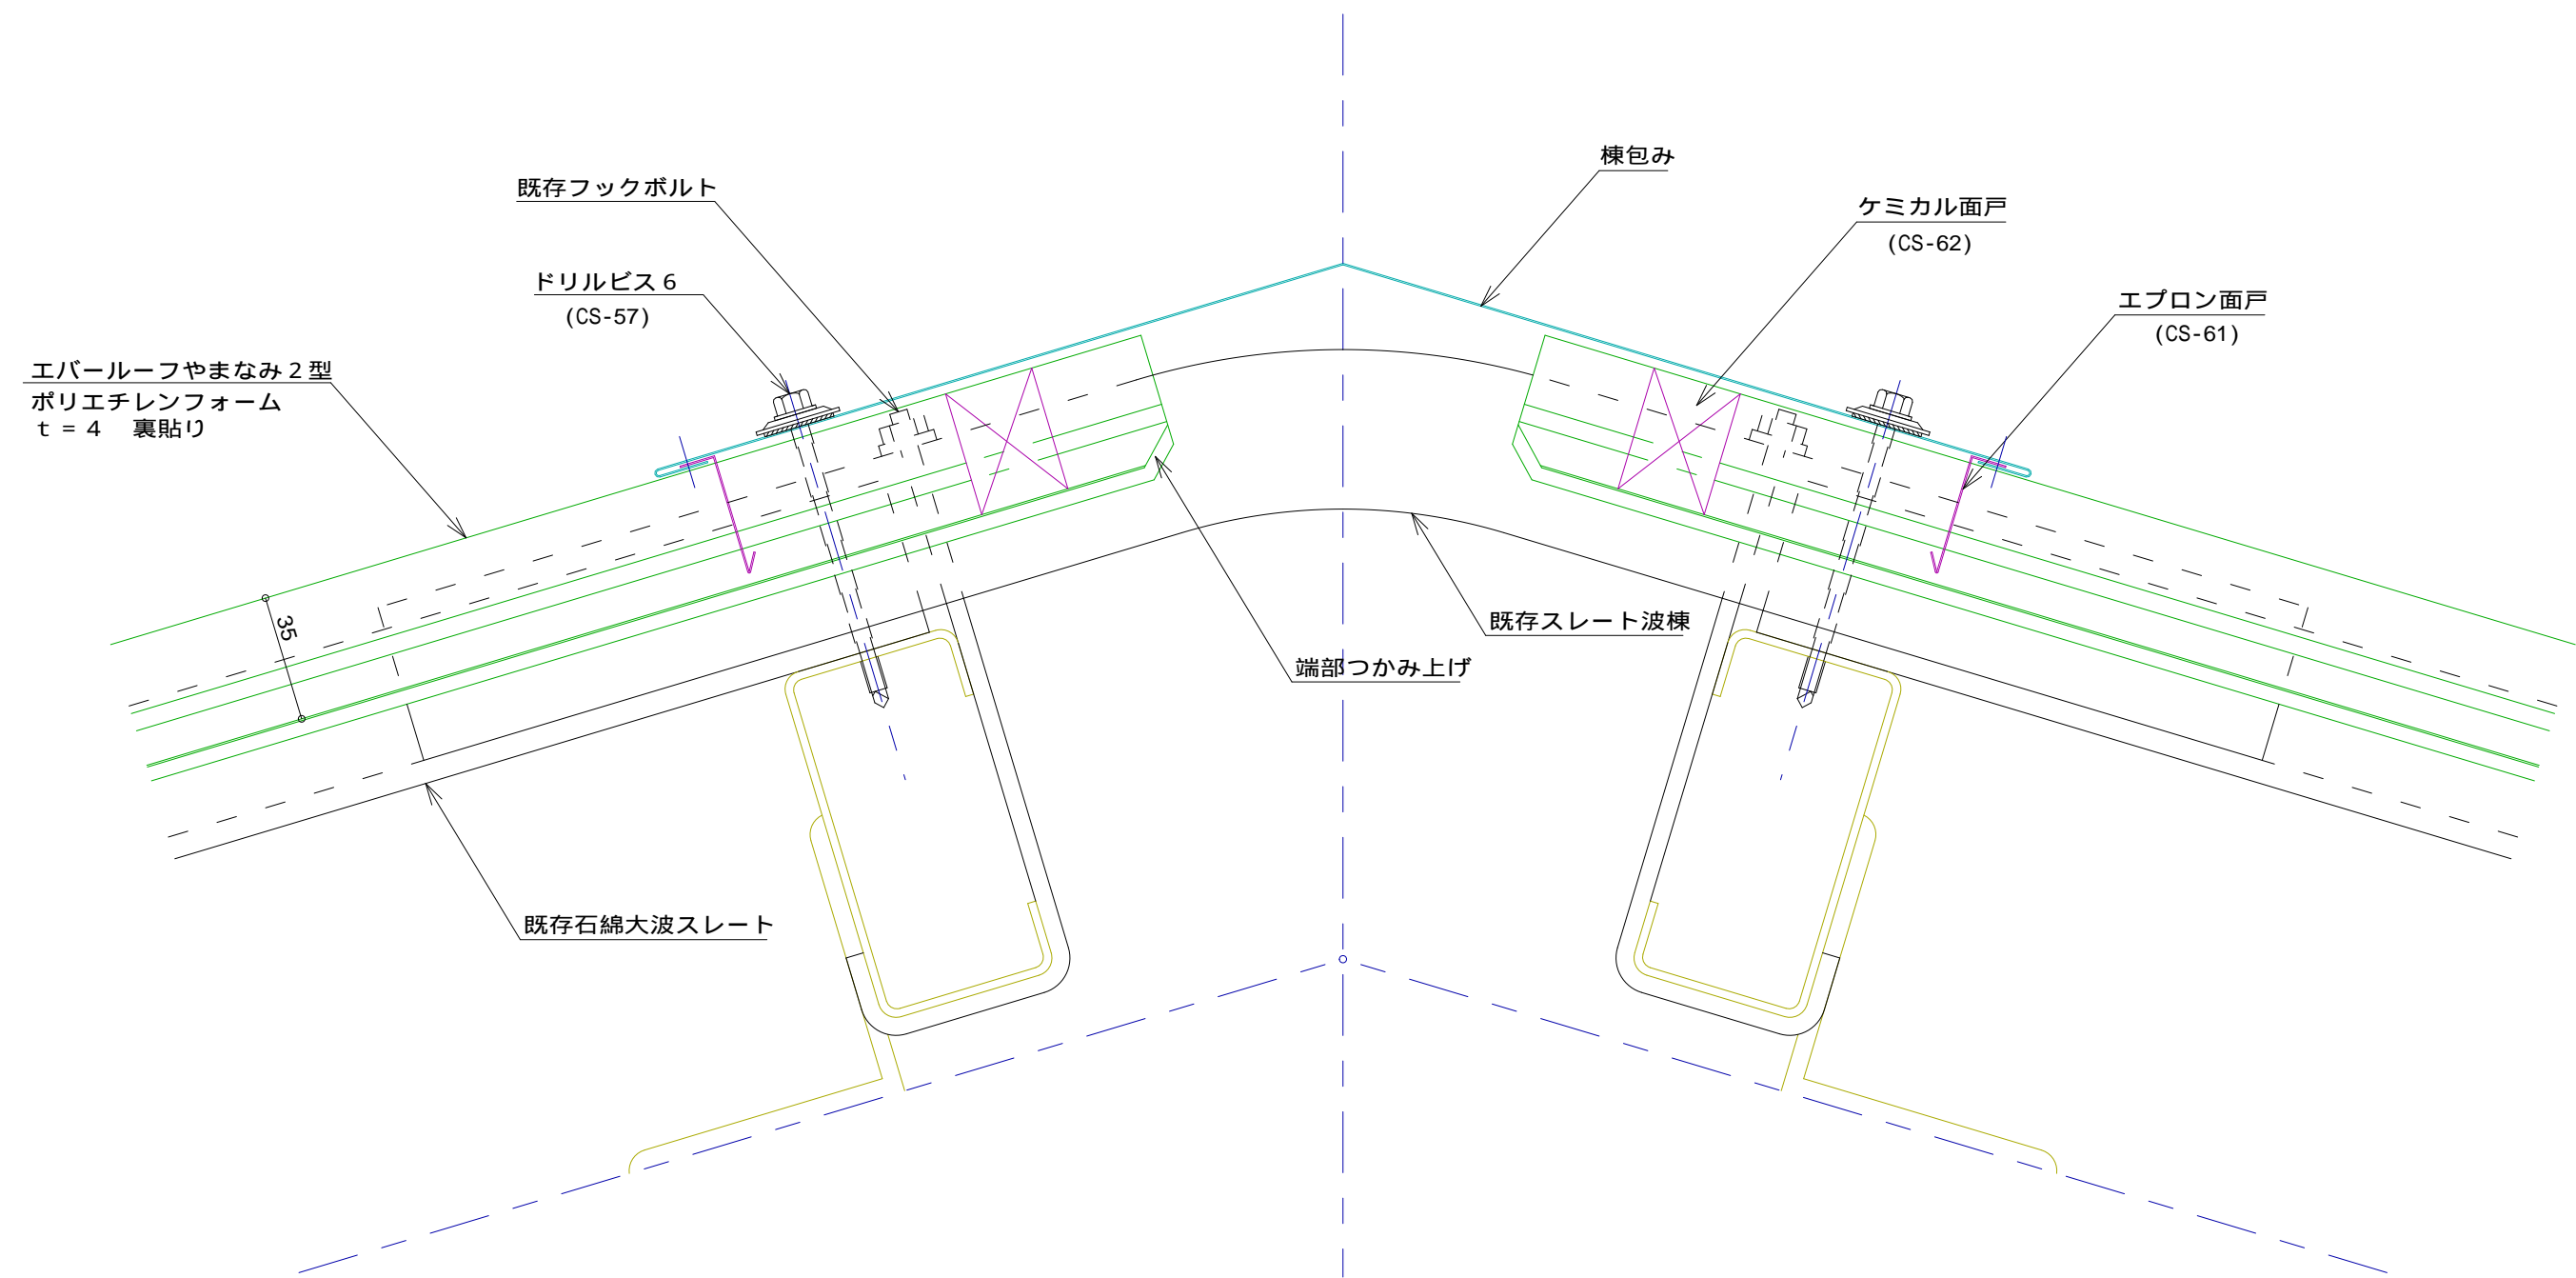 棟包み
既存フックボルト
ケミカル面戸
(CS-62)
ドリルビス6
(CS-57)
エプロン面戸
(CS-61)
エバールーフやまなみ2型
ポリエチレンフォーム
t=4 裏貼り
35
既存スレート波棟
端部つかみ上げ
既存石綿大波スレート